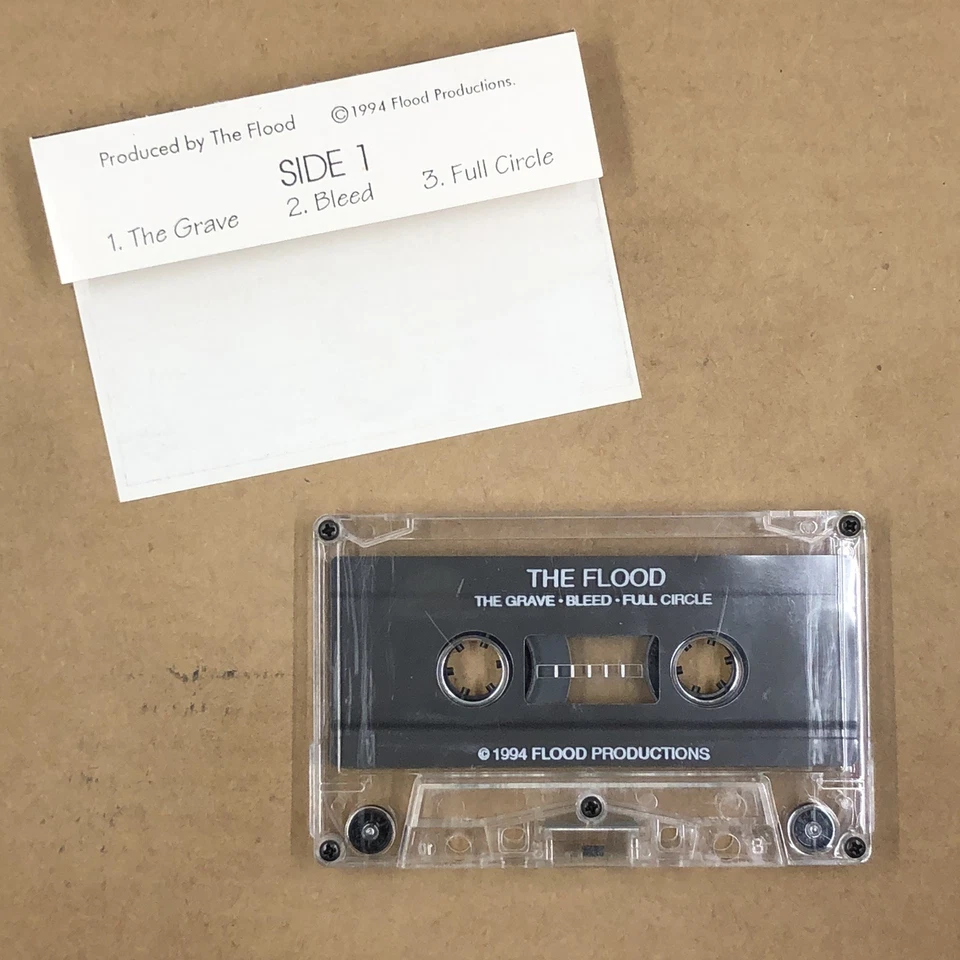 Produced by The Flood ©1994 Flood Productions.
SIDE 1
1. The Grave 2. Bleed 3. Full Circle
THE FLOOD
THE GRAVE • BLEED • FULL CIRCLE
©1994 FLOOD PRODUCTIONS